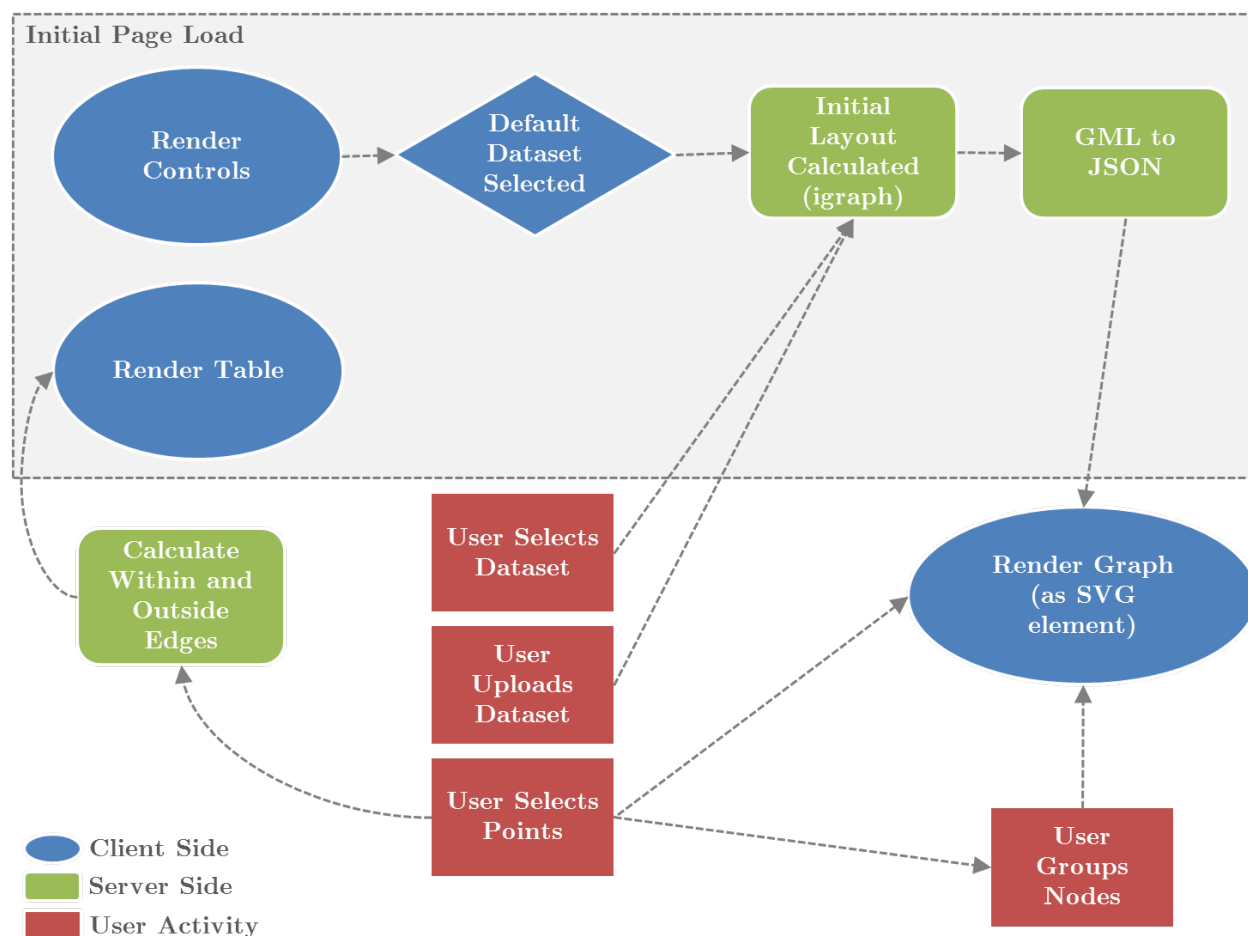 Initial Page Load
Render
Controls
Default
Dataset
Selected
Initial
Layout
Calculated
(igraph)
GML to
JSON
Render Table
User Selects
Dataset
Calculate
Within and
Outside
Edges
Render Graph
(as SVG
element)
User
Uploads
Dataset
User Selects
Points
User
Groups
Nodes
Client Side
Server Side
User Activity